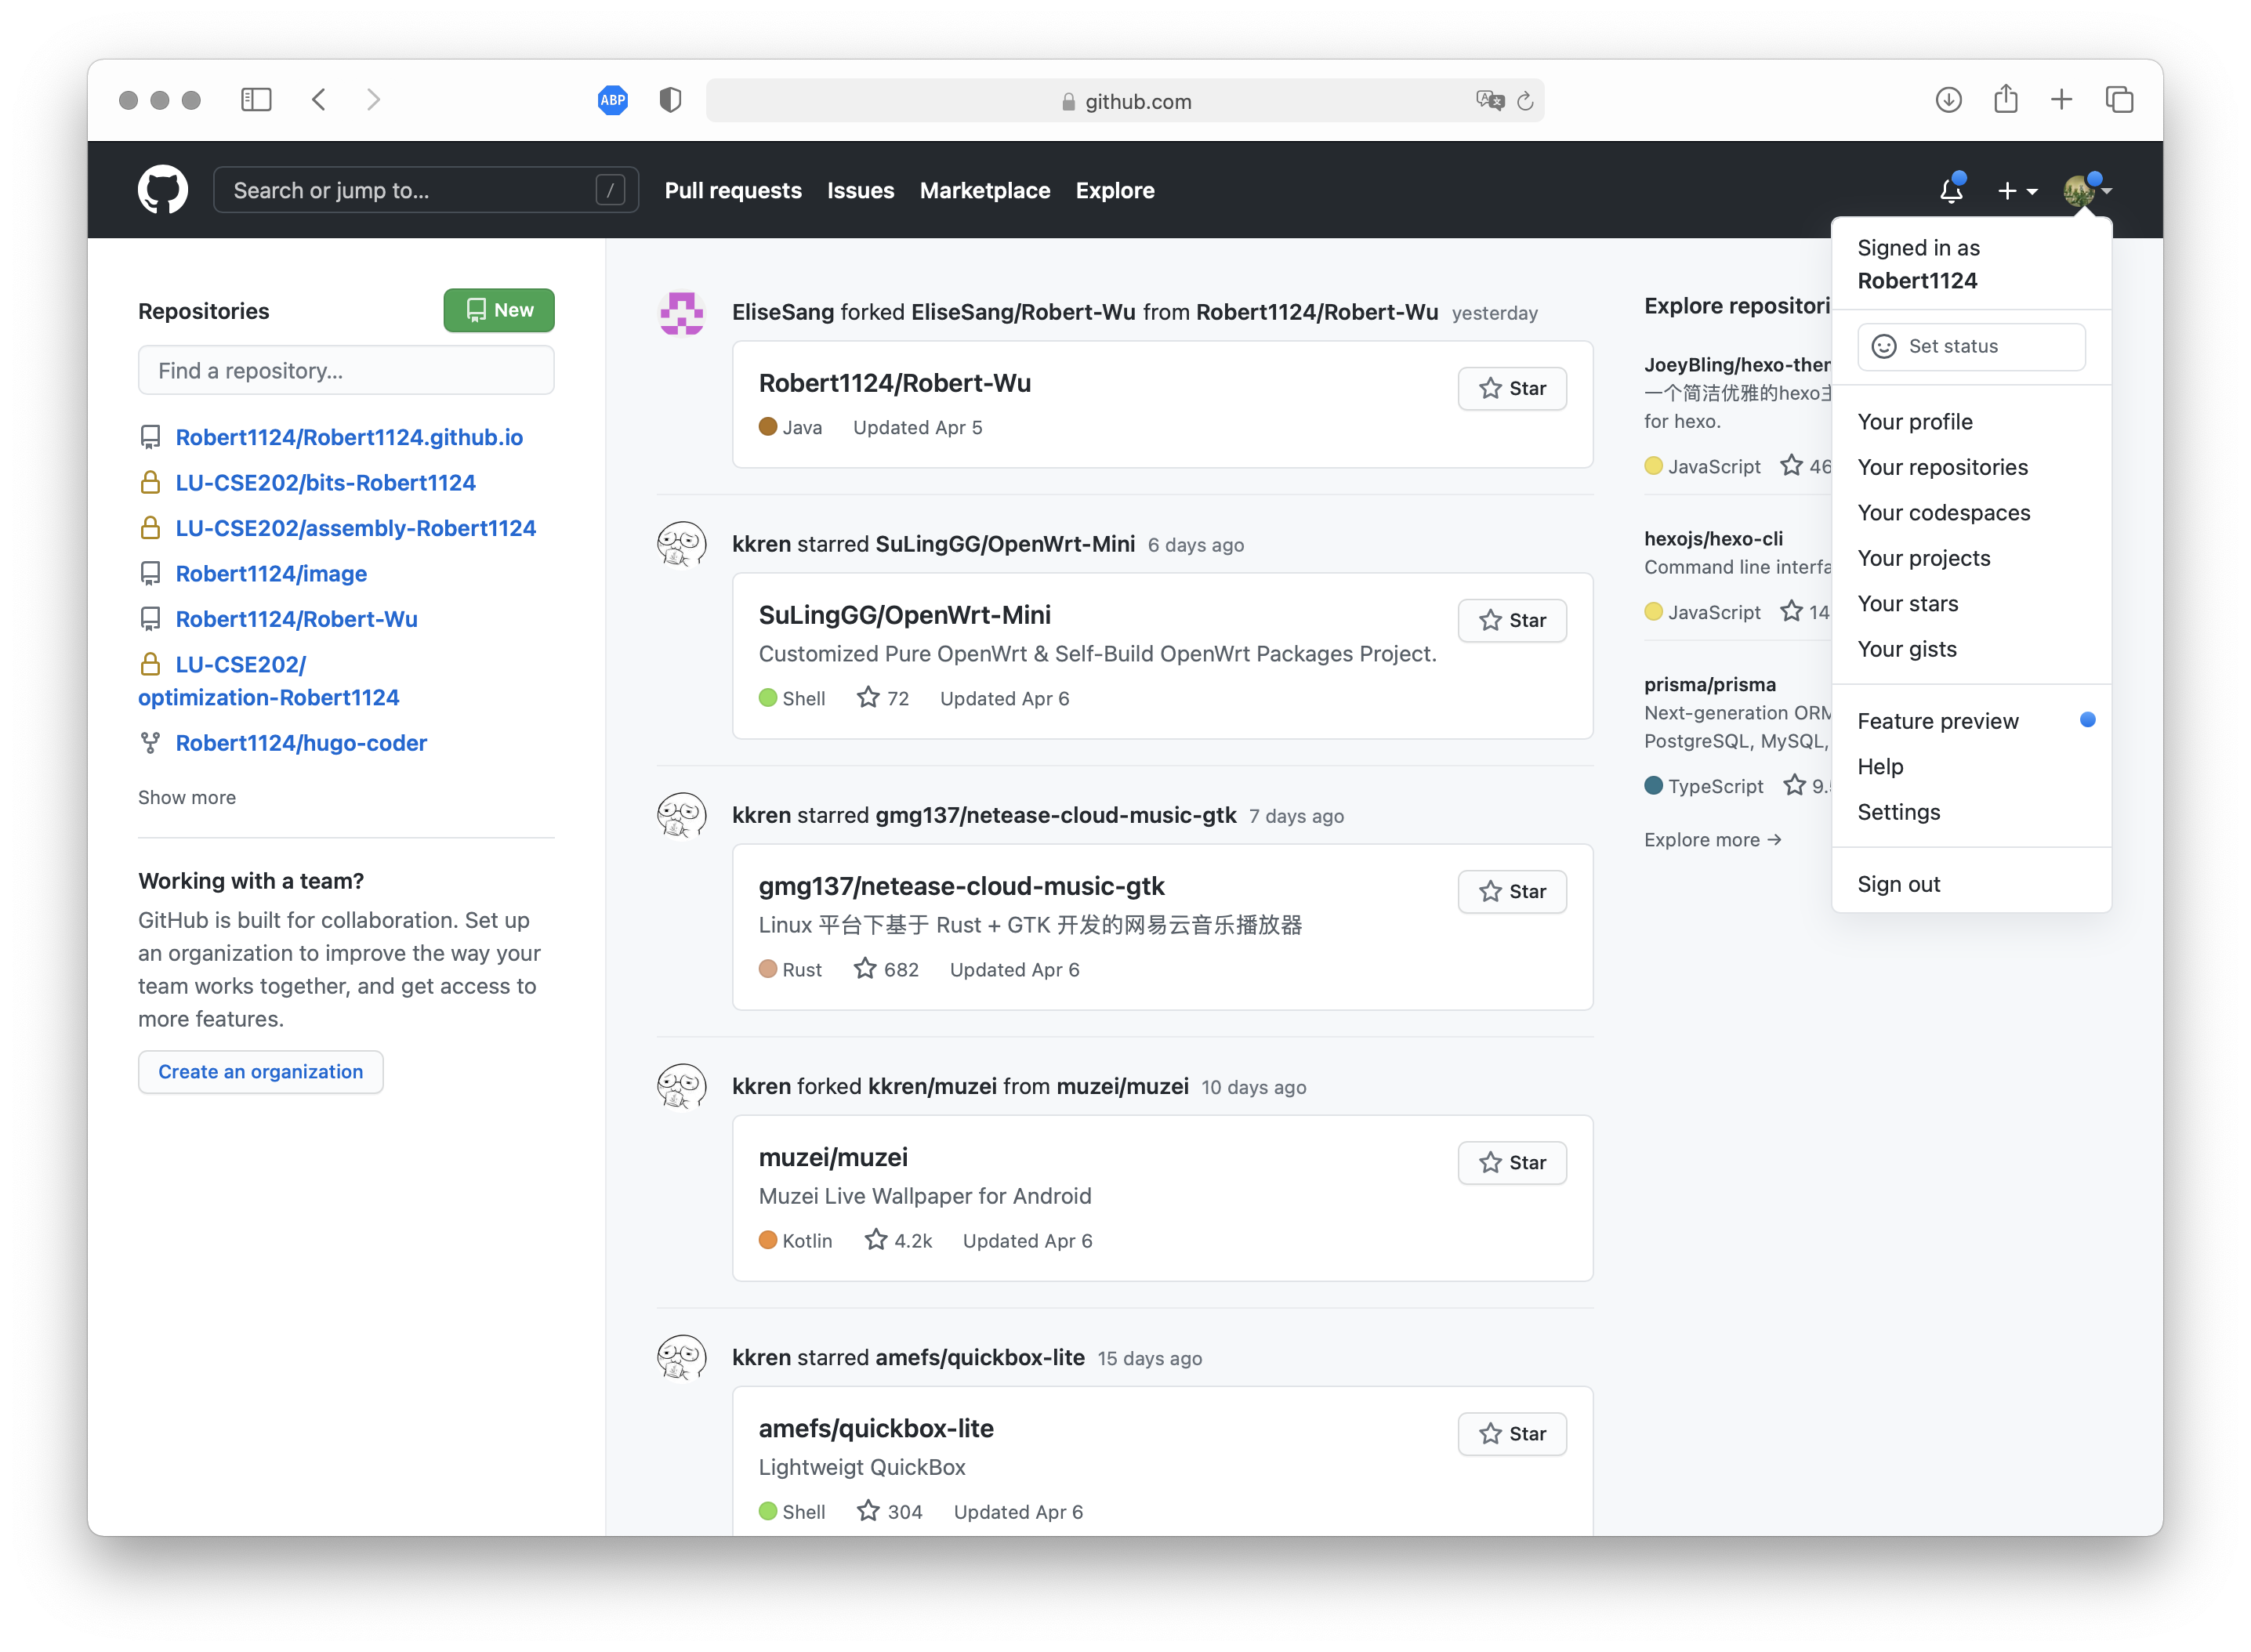 ABP
github.com
Search or jump to...
/
Pull requests
Issues
Marketplace
Explore
Repositories
New
Find a repository...
Robert1124/Robert1124.github.io
LU-CSE202/bits-Robert1124
LU-CSE202/assembly-Robert1124
Robert1124/image
Robert1124/Robert-Wu
LU-CSE202/
optimization-Robert1124
Robert1124/hugo-coder
Show more
Working with a team?
GitHub is built for collaboration. Set up
an organization to improve the way your
team works together, and get access to
more features.
Create an organization
EliseSang forked EliseSang/Robert-Wu from Robert1124/Robert-Wu yesterday
Robert1124/Robert-Wu
Star
Java Updated Apr 5
kkren starred SuLingGG/OpenWrt-Mini 6 days ago
SuLingGG/OpenWrt-Mini
Star
Customized Pure OpenWrt & Self-Build OpenWrt Packages Project.
Shell 72 Updated Apr 6
kkren starred gmg137/netease-cloud-music-gtk 7 days ago
gmg137/netease-cloud-music-gtk
Star
Linux 平台下基于 Rust + GTK 开发的网易云音乐播放器
Rust 682 Updated Apr 6
kkren forked kkren/muzei from muzei/muzei 10 days ago
muzei/muzei
Star
Muzei Live Wallpaper for Android
Kotlin 4.2k Updated Apr 6
kkren starred amefs/quickbox-lite 15 days ago
amefs/quickbox-lite
Star
Lightweigt QuickBox
Shell 304 Updated Apr 6
Explore repositori
JoeyBling/hexo-ther
一个简洁优雅的hexo主
for hexo.
JavaScript 46
hexojs/hexo-cli
Command line interfa
JavaScript 14
prisma/prisma
Next-generation ORM
PostgreSQL, MySQL,
TypeScript 9.
Explore more →
Signed in as
Robert1124
Set status
Your profile
Your repositories
Your codespaces
Your projects
Your stars
Your gists
Feature preview
Help
Settings
Sign out